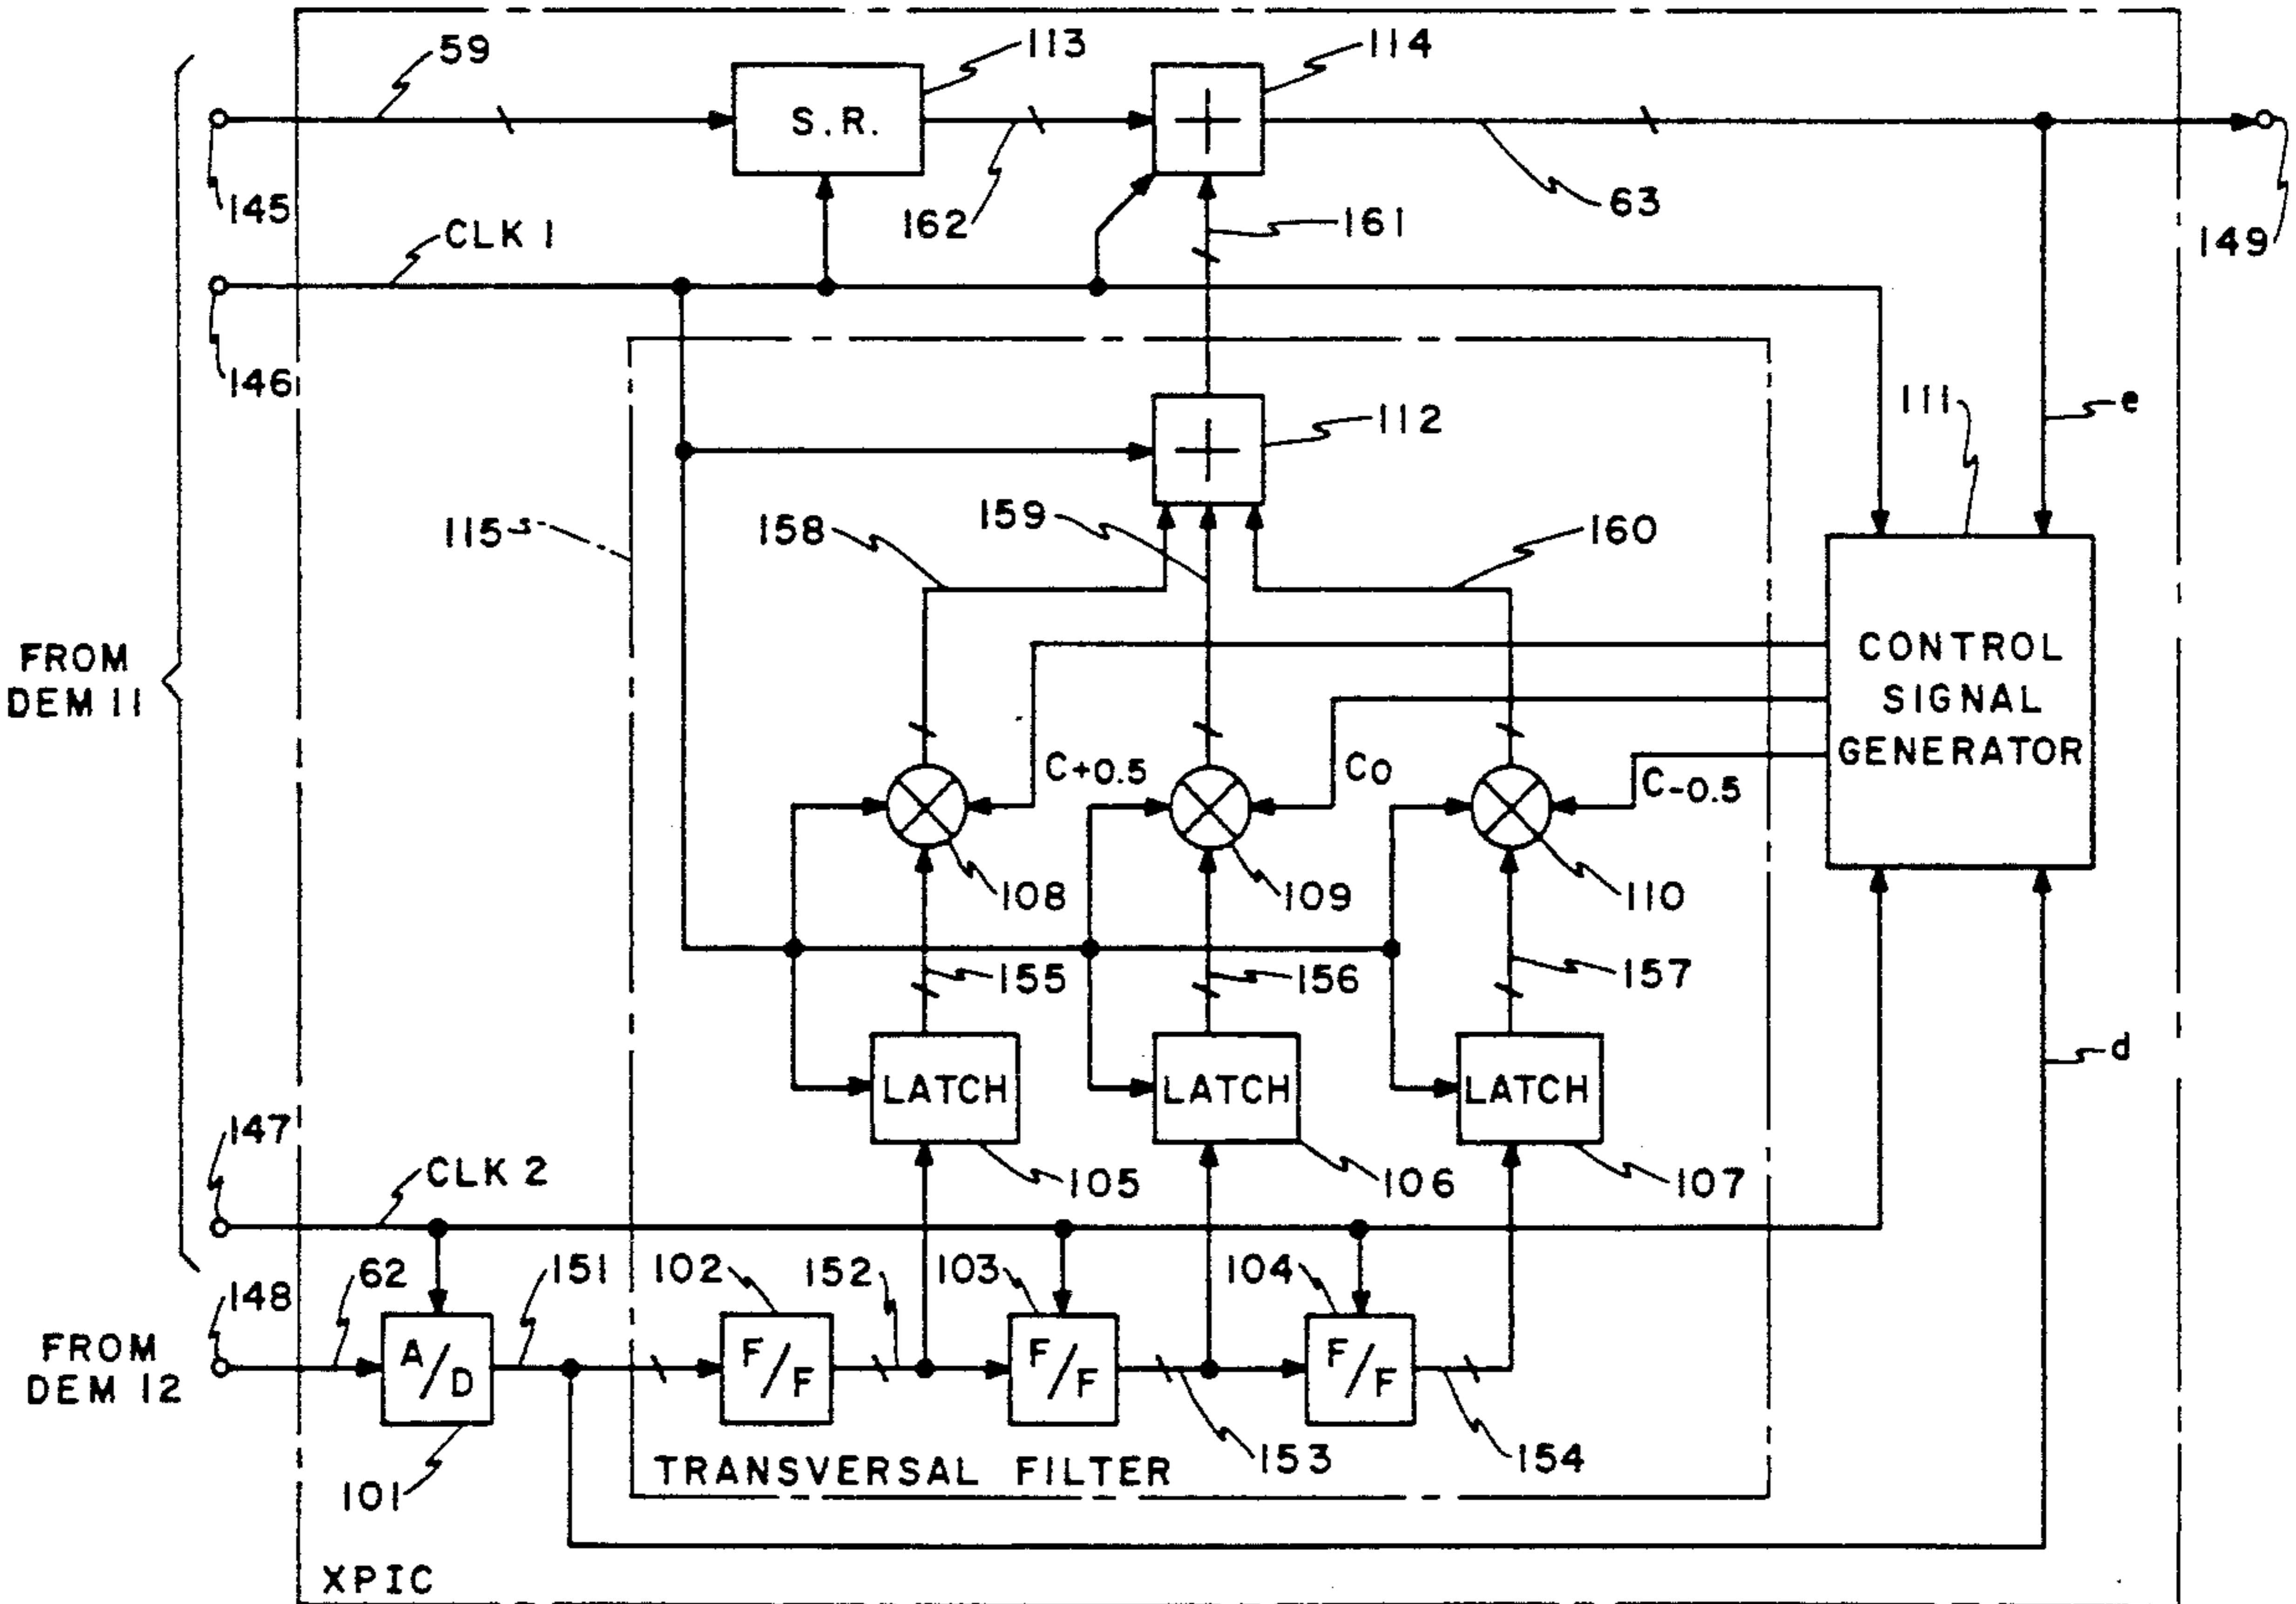 59
113
114
S.R.
145
162
161
63
149
CLK 1
146
112
111
e
115
158
159
160
FROM
DEM 11
CONTROL
SIGNAL
GENERATOR
C+0.5
C0
C-0.5
108
109
110
155
156
157
d
LATCH
LATCH
LATCH
147
CLK 2
105
106
107
148
62
151
102
152
103
104
FROM
DEM 12
A/D
F/F
F/F
F/F
101
153
154
TRANSVERSAL FILTER
XPIC